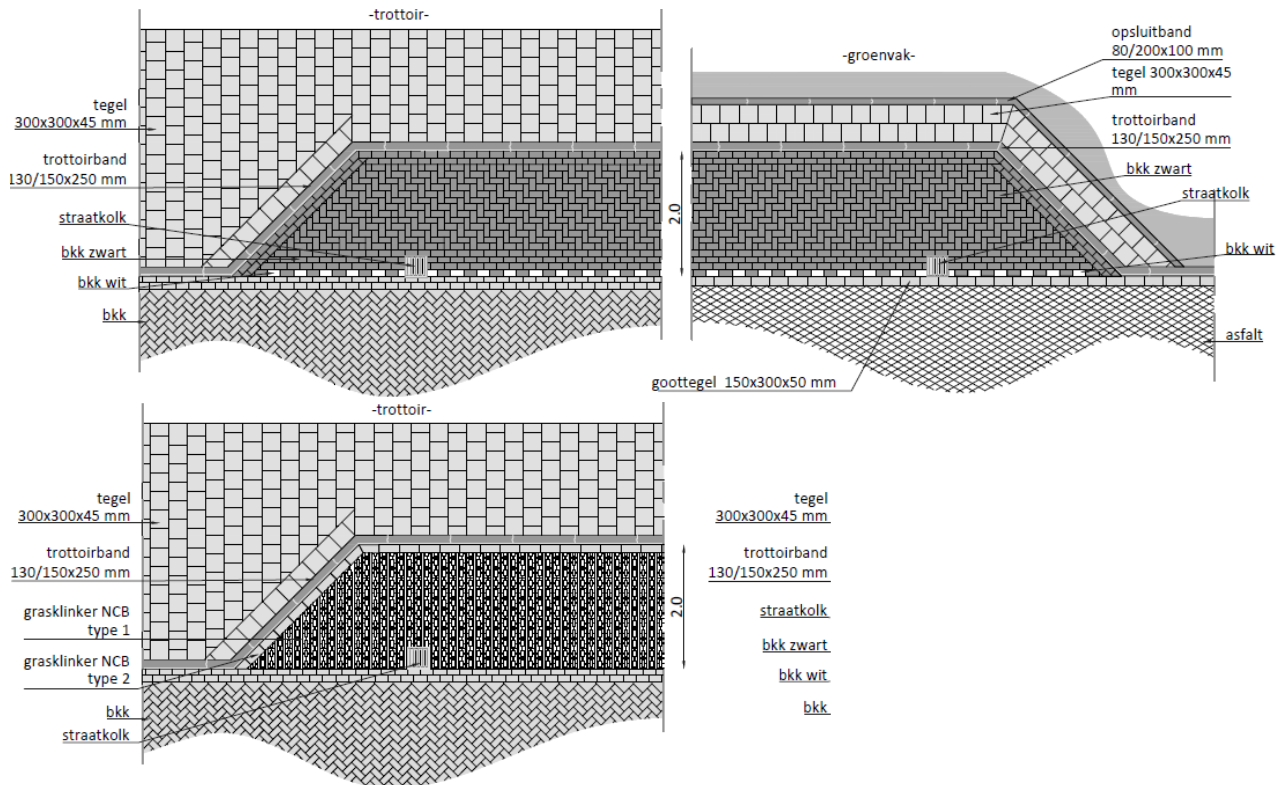 -trottoir-
tegel
300x300x45 mm
trottoirband
130/150x250 mm
straatkolk
bkk zwart
bkk wit
bkk
2.0
-groenvak-
opsluitband
80/200x100 mm
tegel 300x300x45
mm
trottoirband
130/150x250 mm
bkk zwart
straatkolk
bkk wit
asfalt
goottegel 150x300x50 mm
-trottoir-
tegel
300x300x45 mm
trottoirband
130/150x250 mm
grasklinker NCB
type 1
grasklinker NCB
type 2
bkk
straatkolk
2.0
tegel
300x300x45 mm
trottoirband
130/150x250 mm
straatkolk
bkk zwart
bkk wit
bkk